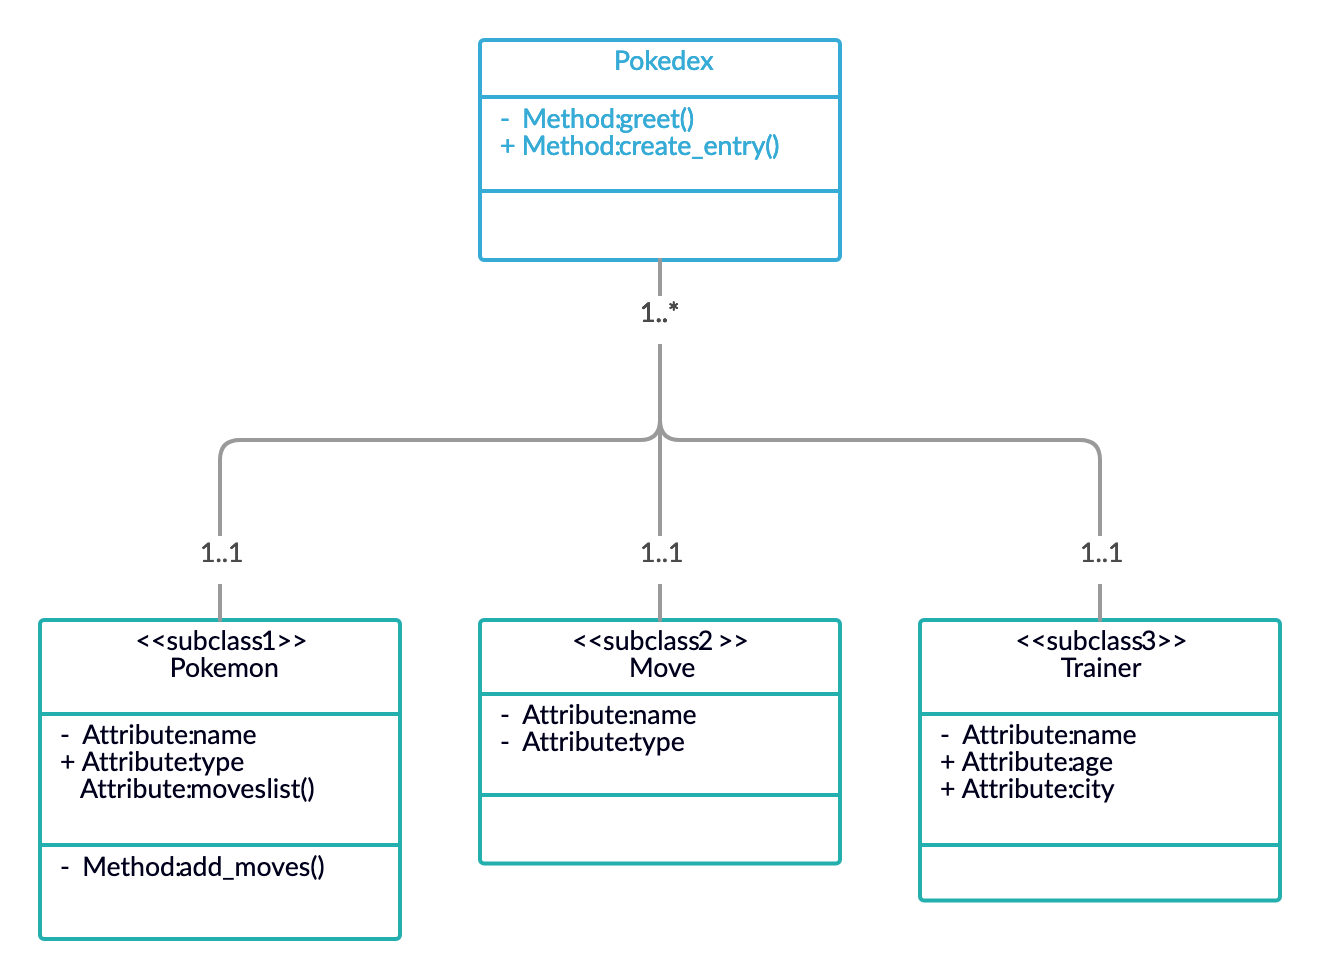 Pokedex
- Method:greet()
+ Method:create_entry()
1..*
1..1
1..1
1..1
<<subclass1>>
Pokemon
- Attribute:name
+ Attribute:type
Attribute:moveslist()
- Method:add_moves()
<<subclass2 >>
Move
- Attribute:name
- Attribute:type
<<subclass3>>
Trainer
- Attribute:name
+ Attribute:age
+ Attribute:city